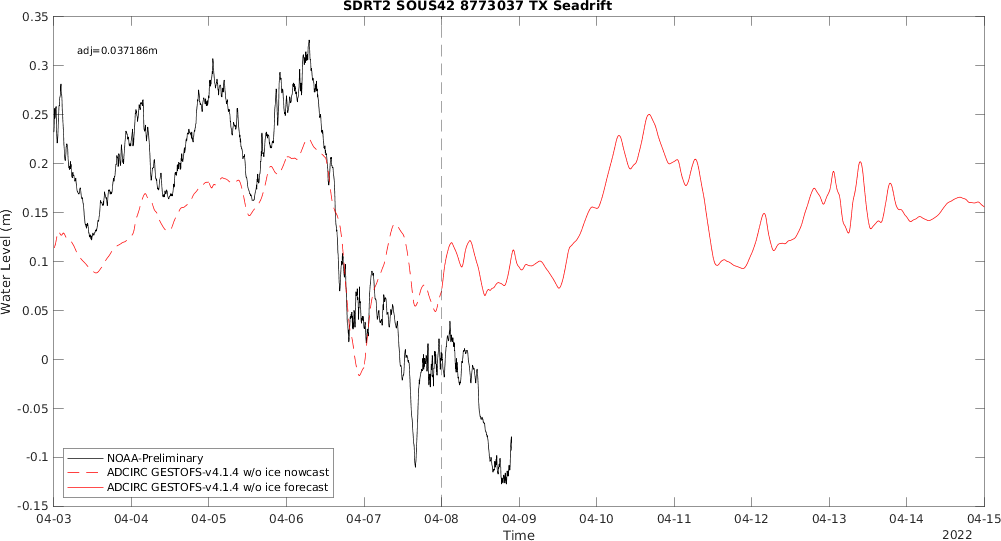 SDRT2 SOUS42 8773037 TX Seadrift
adj=0.037186m
Water Level (m)
0.35
0.3
0.25
0.2
0.15
0.1
0.05
0
-0.05
-0.1
-0.15
NOAA-Preliminary
ADCIRC GESTOFS-v4.1.4 w/o ice nowcast
ADCIRC GESTOFS-v4.1.4 w/o ice forecast
04-03 04-04 04-05 04-06 04-07 04-08 04-09 04-10 04-11 04-12 04-13 04-14 04-15
Time
2022